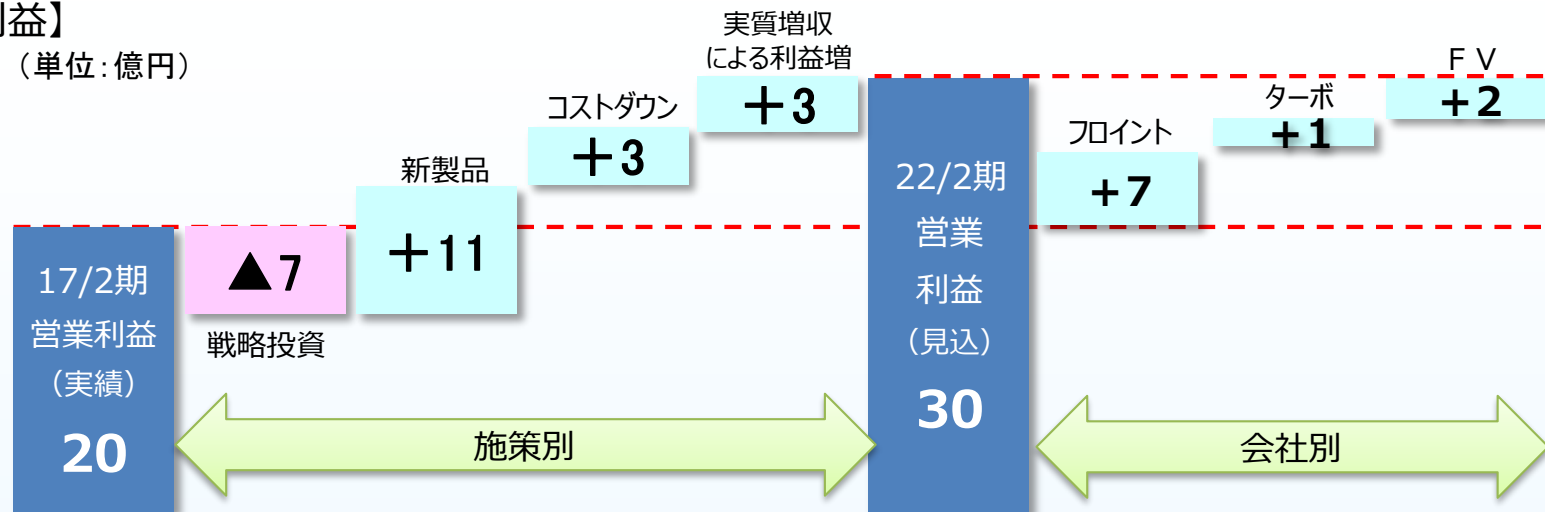 利益】
（単位：億円）
17/2期
営業利益
（実績）
20
▲7
戦略投資
新製品
＋11
コストダウン
＋3
実質増収
による利益増
＋3
施策別
22/2期
営業
利益
（見込）
30
フロイント
+7
ターボ
+1
ＦＶ
+2
会社別